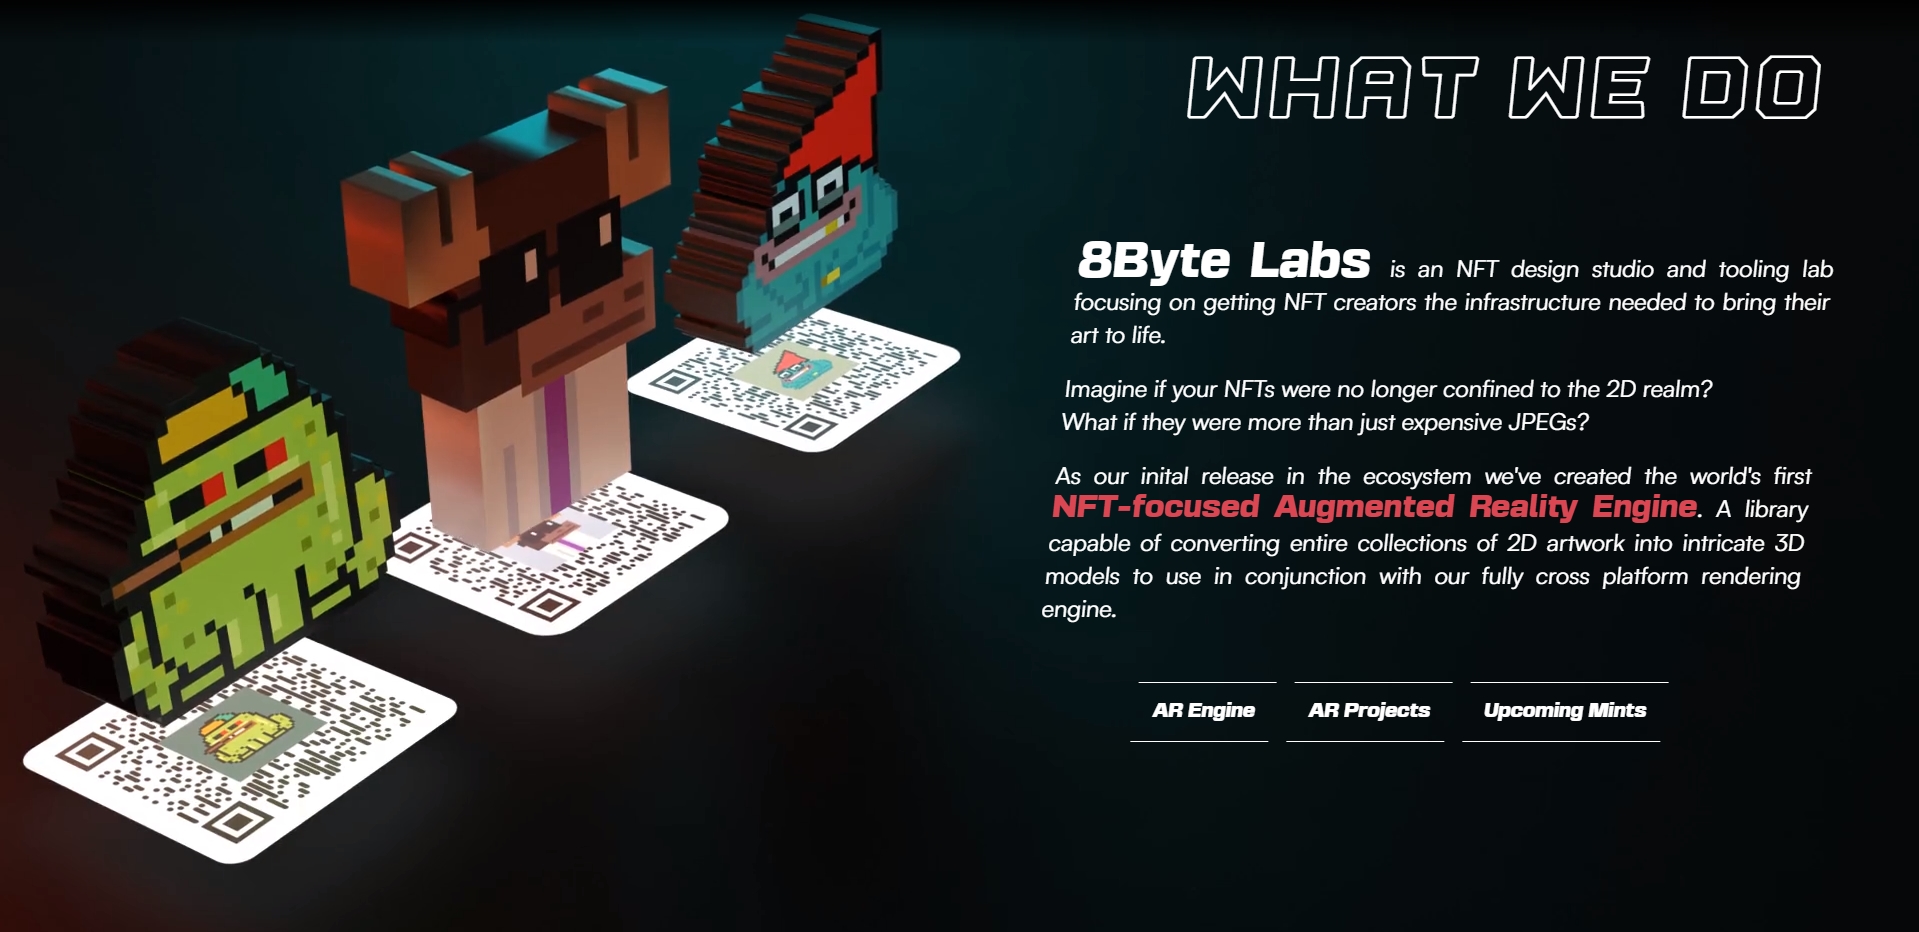 WHAT WE DO
8Byte Labs is an NFT design studio and tooling lab
focusing on getting NFT creators the infrastructure needed to bring their
art to life.
Imagine if your NFTs were no longer confined to the 2D realm?
What if they were more than just expensive JPEGs?
As our inital release in the ecosystem we've created the world's first
NFT-focused Augmented Reality Engine. A library
capable of converting entire collections of 2D artwork into intricate 3D
models to use in conjunction with our fully cross platform rendering
engine.
AR Engine
AR Projects
Upcoming Mints